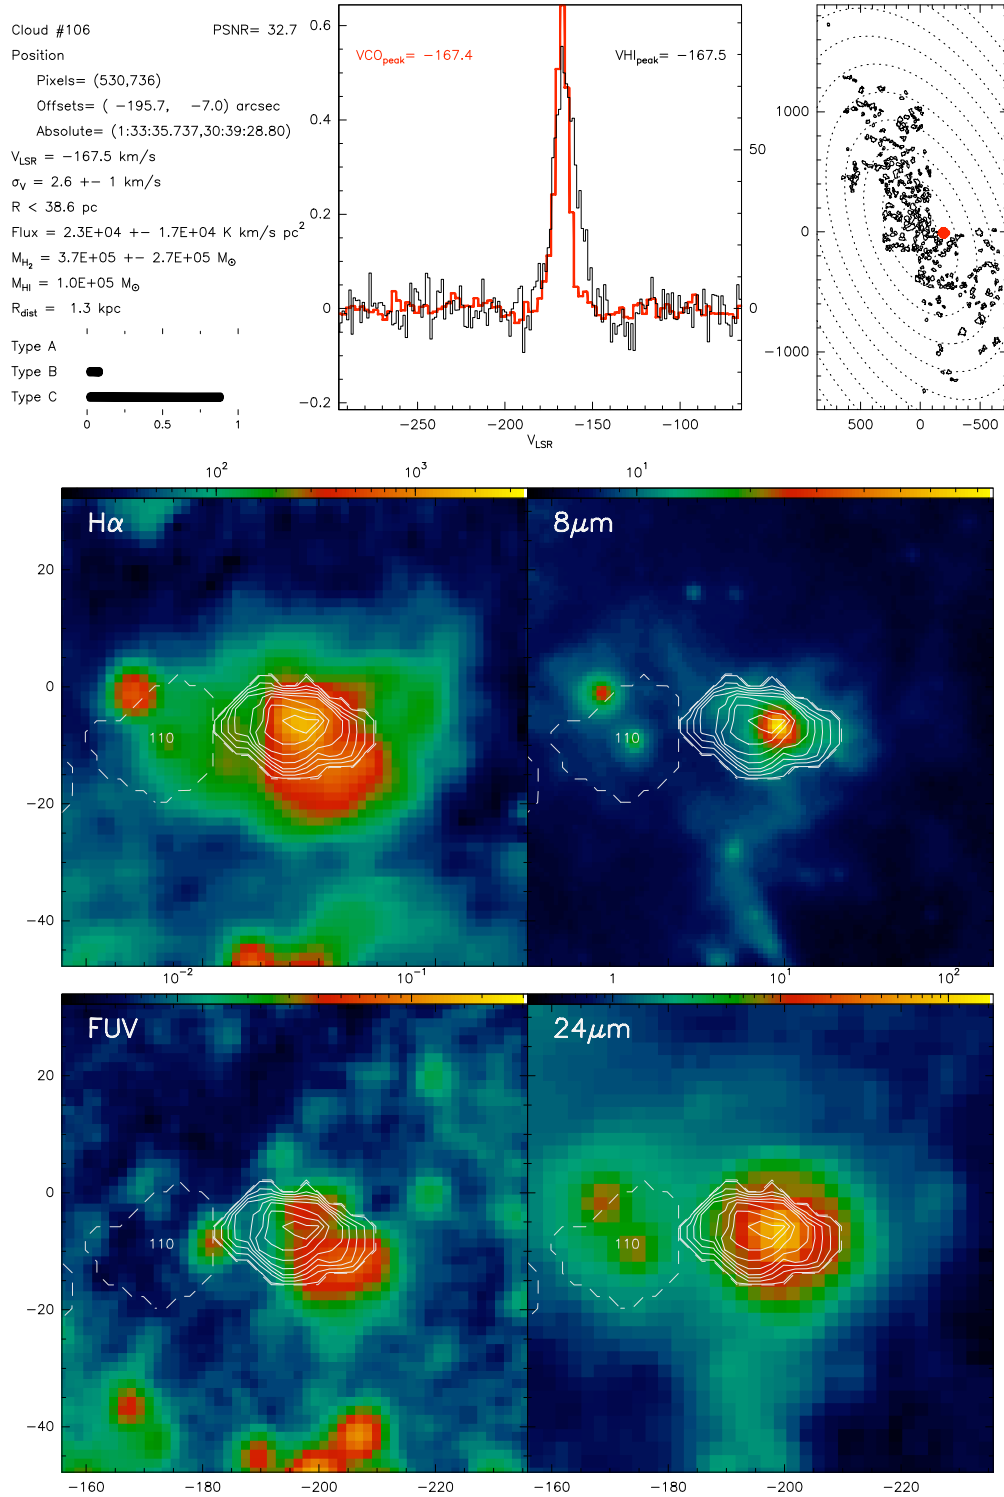 Cloud #106 PSNR= 32.7
Position
Pixels= (530,736)
Offsets= ( −195.7, −7.0) arcsec
Absolute= (1:33:35.737,30:39:28.80)
V_LSR = −167.5 km/s
σ_V = 2.6 +− 1 km/s
R < 38.6 pc
Flux = 2.3E+04 +− 1.7E+04 K km/s pc²
M_H₂ = 3.7E+05 +− 2.7E+05 M_⊙
M_HI = 1.0E+05 M_⊙
R_dist = 1.3 kpc
Type A
Type B
Type C
0 0.5 1
VCO_peak= −167.4 VHI_peak= −167.5
0.6
0.4
0.2
0
−0.2
50
0
−250 −200 −150 −100
V_LSR
1000
0
−1000
500 0 −500
10² 10³
10¹
Hα
8μm
20
0
−20
−40
110
110
10⁻² 10⁻¹
1 10¹ 10²
FUV
24μm
20
0
−20
−40
110
110
−160 −180 −200 −220
−160 −180 −200 −220